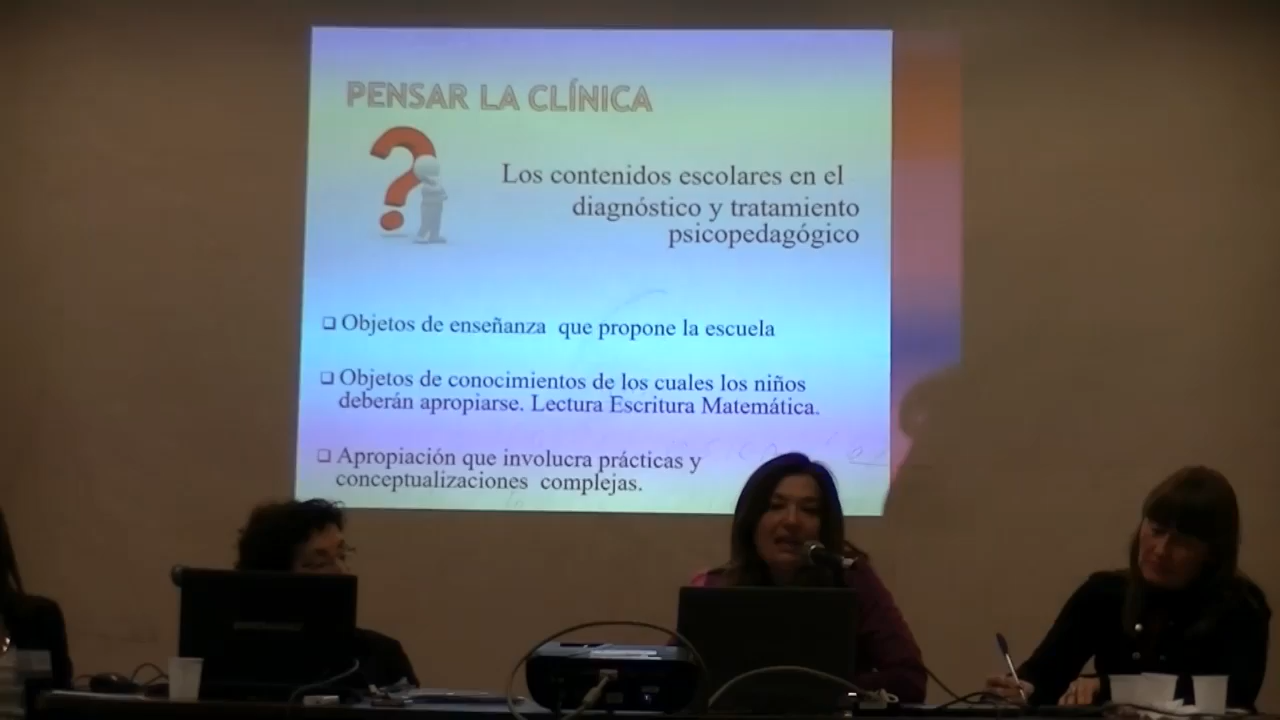 PENSAR LA CLÍNICA
Los contenidos escolares en el
diagnóstico y tratamiento
psicopedagógico
❑ Objetos de enseñanza que propone la escuela
❑ Objetos de conocimientos de los cuales los niños
deberán apropiarse. Lectura Escritura Matemática.
❑ Apropiación que involucra prácticas y
conceptualizaciones complejas.